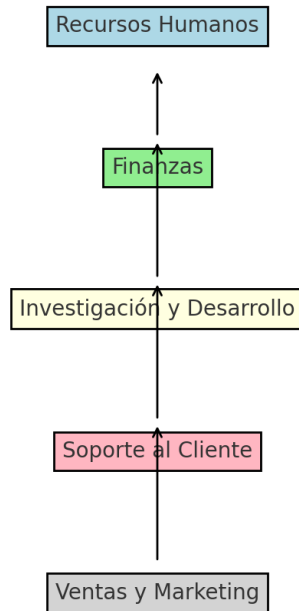 Recursos Humanos
Finanzas
Investigación y Desarrollo
Soporte al Cliente
Ventas y Marketing